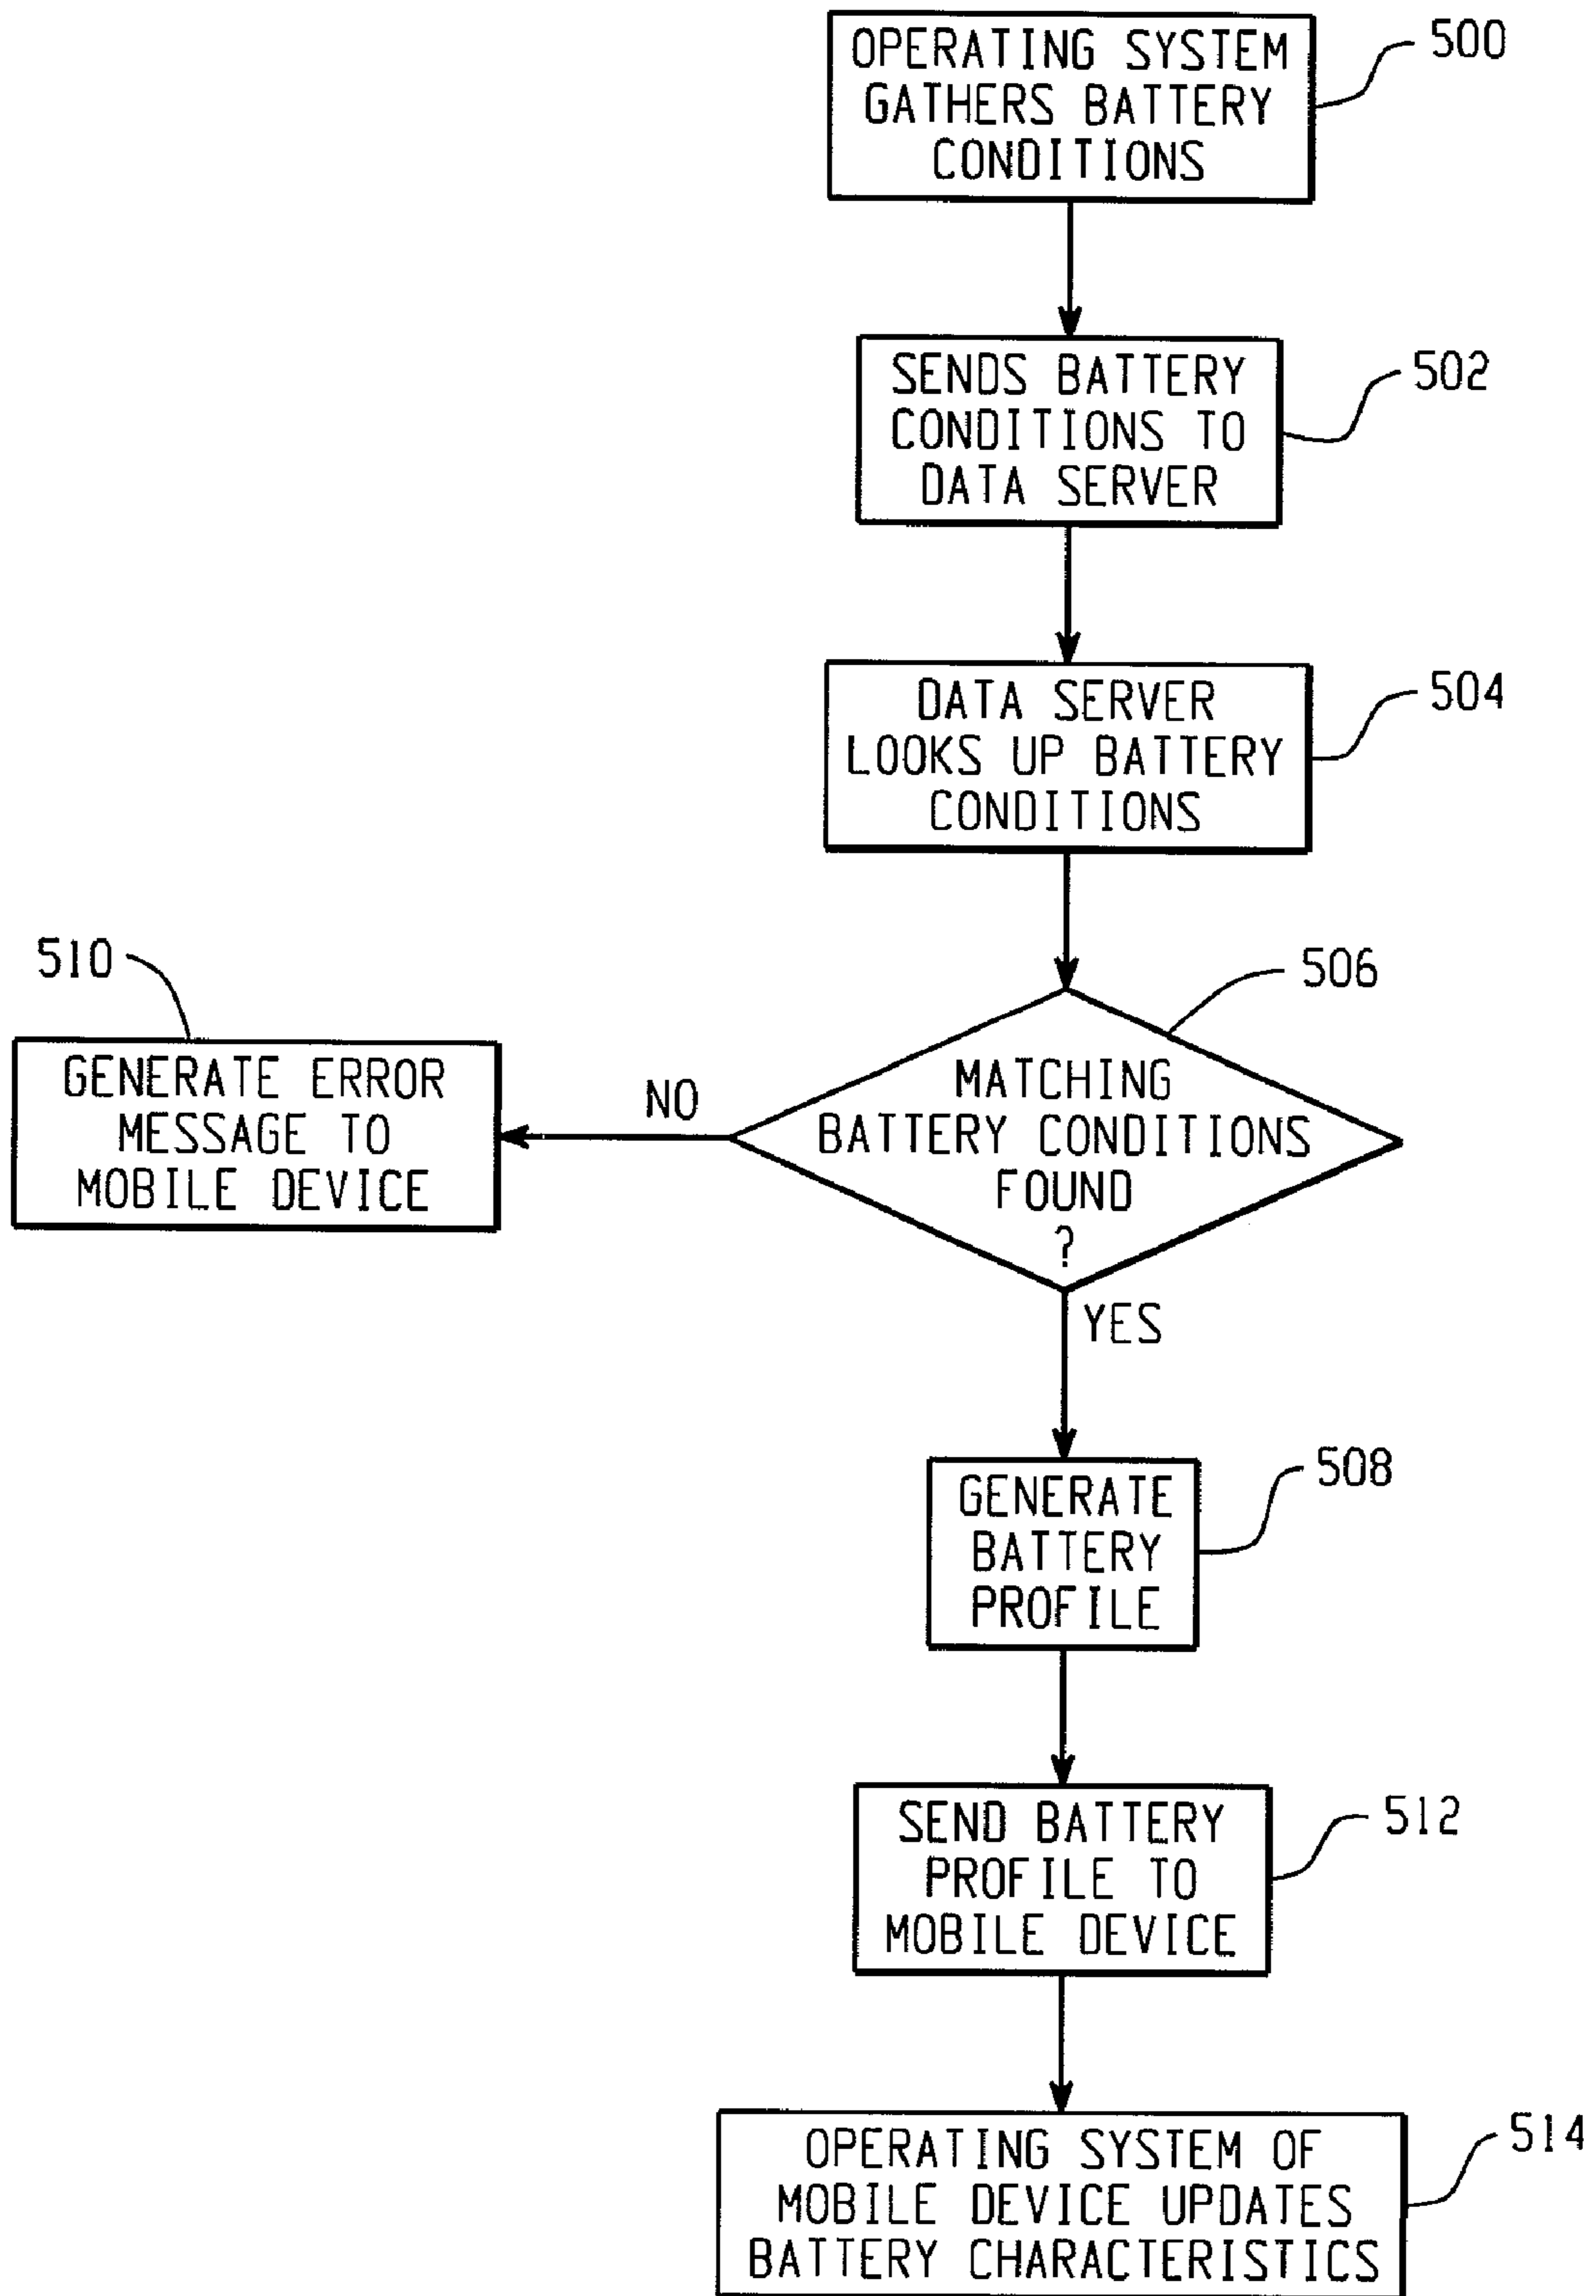 OPERATING SYSTEM
GATHERS BATTERY
CONDITIONS
500
SENDS BATTERY
CONDITIONS TO
DATA SERVER
502
DATA SERVER
LOOKS UP BATTERY
CONDITIONS
504
506
MATCHING
BATTERY CONDITIONS
FOUND
?
NO
510
GENERATE ERROR
MESSAGE TO
MOBILE DEVICE
YES
GENERATE
BATTERY
PROFILE
508
SEND BATTERY
PROFILE TO
MOBILE DEVICE
512
OPERATING SYSTEM OF
MOBILE DEVICE UPDATES
BATTERY CHARACTERISTICS
514